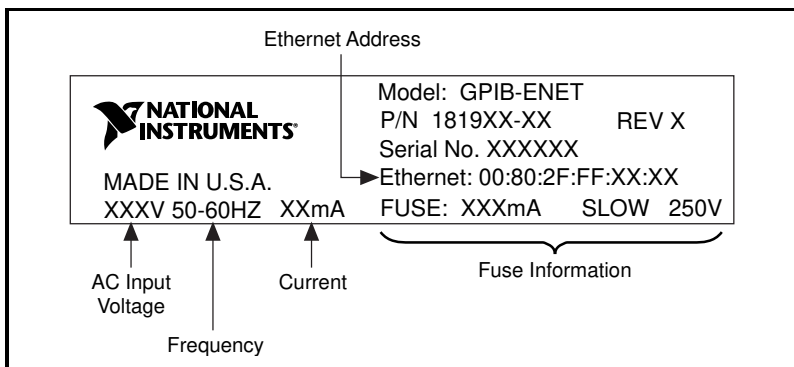 Ethernet Address
NATIONAL
INSTRUMENTS®
MADE IN U.S.A.
XXXV 50-60HZ XXmA
Model: GPIB-ENET
P/N 1819XX-XX REV X
Serial No. XXXXXX
Ethernet: 00:80:2F:FF:XX:XX
FUSE: XXXmA SLOW 250V
AC Input
Voltage
Frequency
Current
Fuse Information